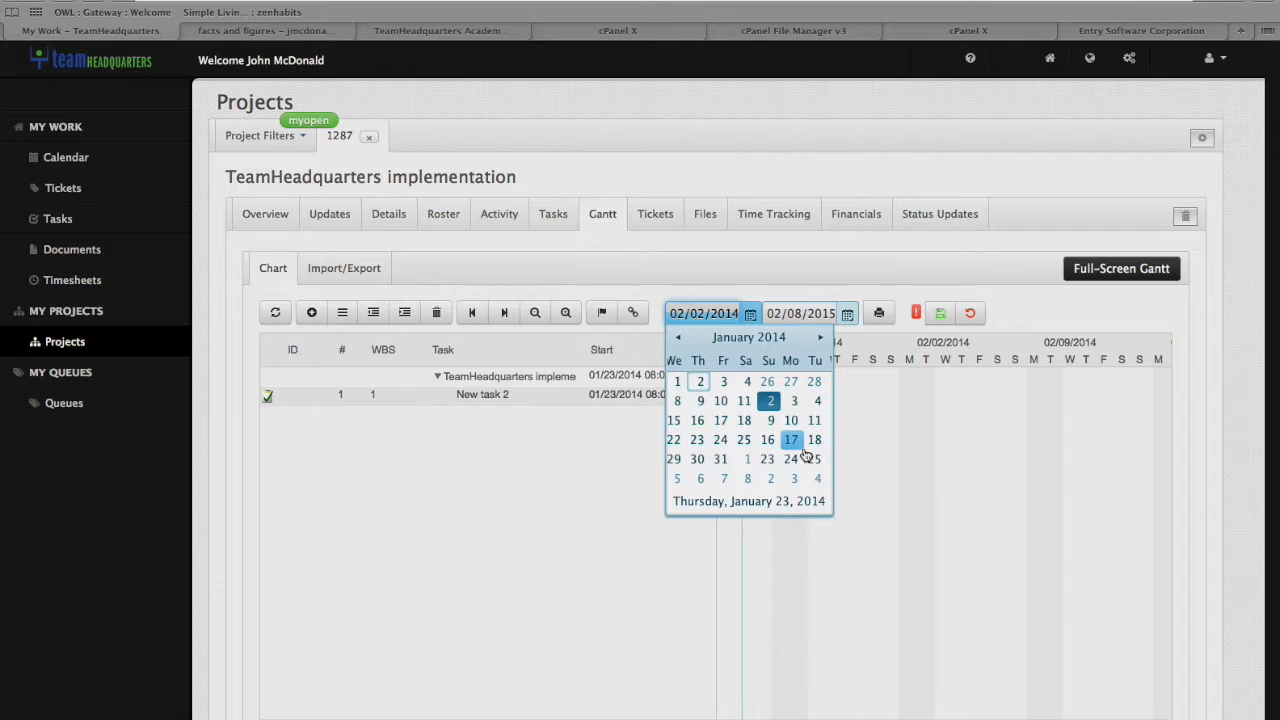 OWL : Gateway : Welcome Simple Livin... : zenhabits
My Work - TeamHeadquarters facts and figures - jmcdona... TeamHeadquarters Academ... cPanel X cPanel File Manager v3 cPanel X Entry Software Corporation +
teamHEADQUARTERS Welcome John McDonald
Projects
myopen
MY WORK
Project Filters 1287 x
Calendar
TeamHeadquarters implementation
Tickets
Overview Updates Details Roster Activity Tasks Gantt Tickets Files Time Tracking Financials Status Updates
Tasks
Documents
Chart Import/Export Full-Screen Gantt
Timesheets
MY PROJECTS
02/02/2014 02/08/2015
Projects
January 2014
ID # WBS Task Start
14 02/02/2014 02/09/2014
We Th Fr Sa Su Mo Tu
T F S S M T W T F S S M T W T F S S M
MY QUEUES
TeamHeadquarters impleme 01/23/2014 08:0
1 2 3 4 26 27 28
1 1 New task 2 01/23/2014 08:0
Queues
8 9 10 11 2 3 4
15 16 17 18 9 10 11
22 23 24 25 16 17 18
29 30 31 1 23 24 25
5 6 7 8 2 3 4
Thursday, January 23, 2014